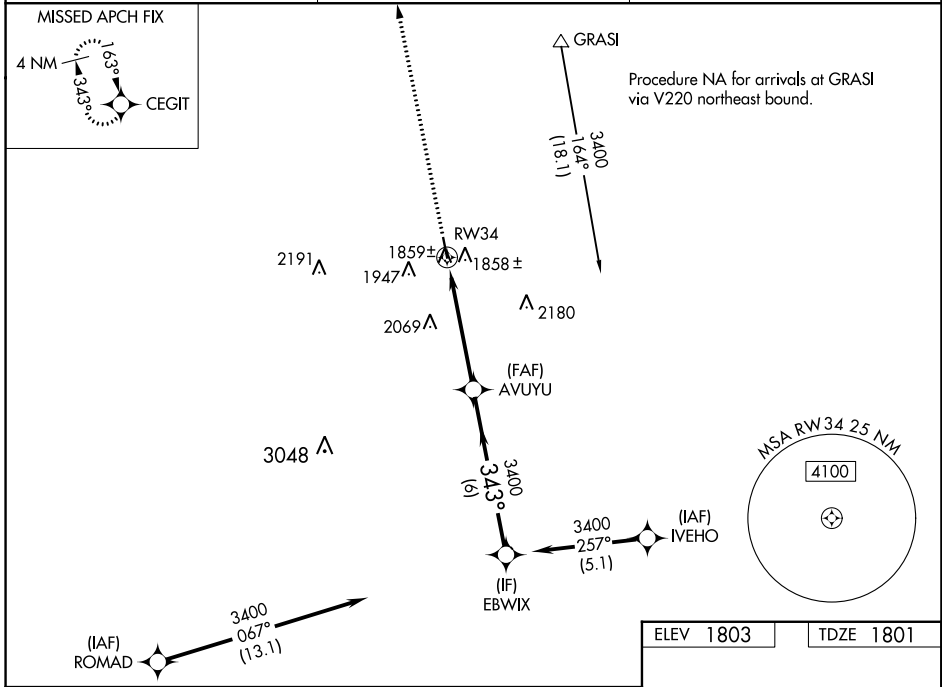 MISSED APCH FIX
4 NM
163°
343°
CEGIT
GRASI
Procedure NA for arrivals at GRASI
via V220 northeast bound.
3400
164°
(18.1)
RW34
2191
1859±
1947
1858±
2180
2069
(FAF)
AVUYU
3048
3400
343°
(6)
MSA RW34 25 NM
4100
3400
257°
(5.1)
(IAF)
IVEHO
(IF)
EBWIX
3400
067°
(13.1)
(IAF)
ROMAD
ELEV 1803
TDZE 1801